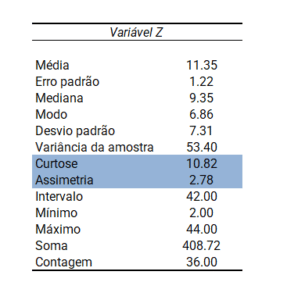 Variável Z
Média 11.35
Erro padrão 1.22
Mediana 9.35
Modo 6.86
Desvio padrão 7.31
Variância da amostra 53.40
Curtose 10.82
Assimetria 2.78
Intervalo 42.00
Mínimo 2.00
Máximo 44.00
Soma 408.72
Contagem 36.00